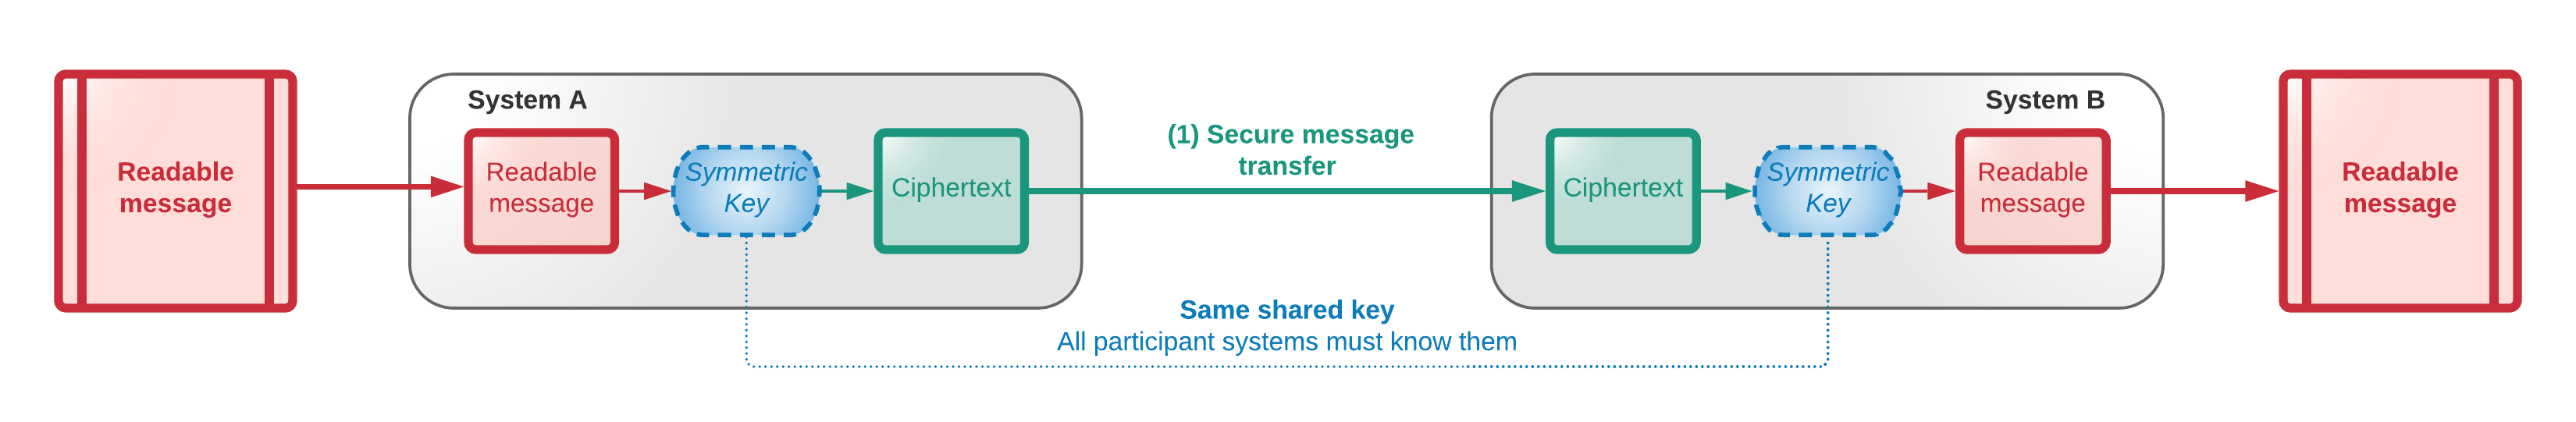 Readable
message
System A
Readable
message
Symmetric
Key
Ciphertext
(1) Secure message
transfer
Same shared key
All participant systems must know them
System B
Ciphertext
Symmetric
Key
Readable
message
Readable
message